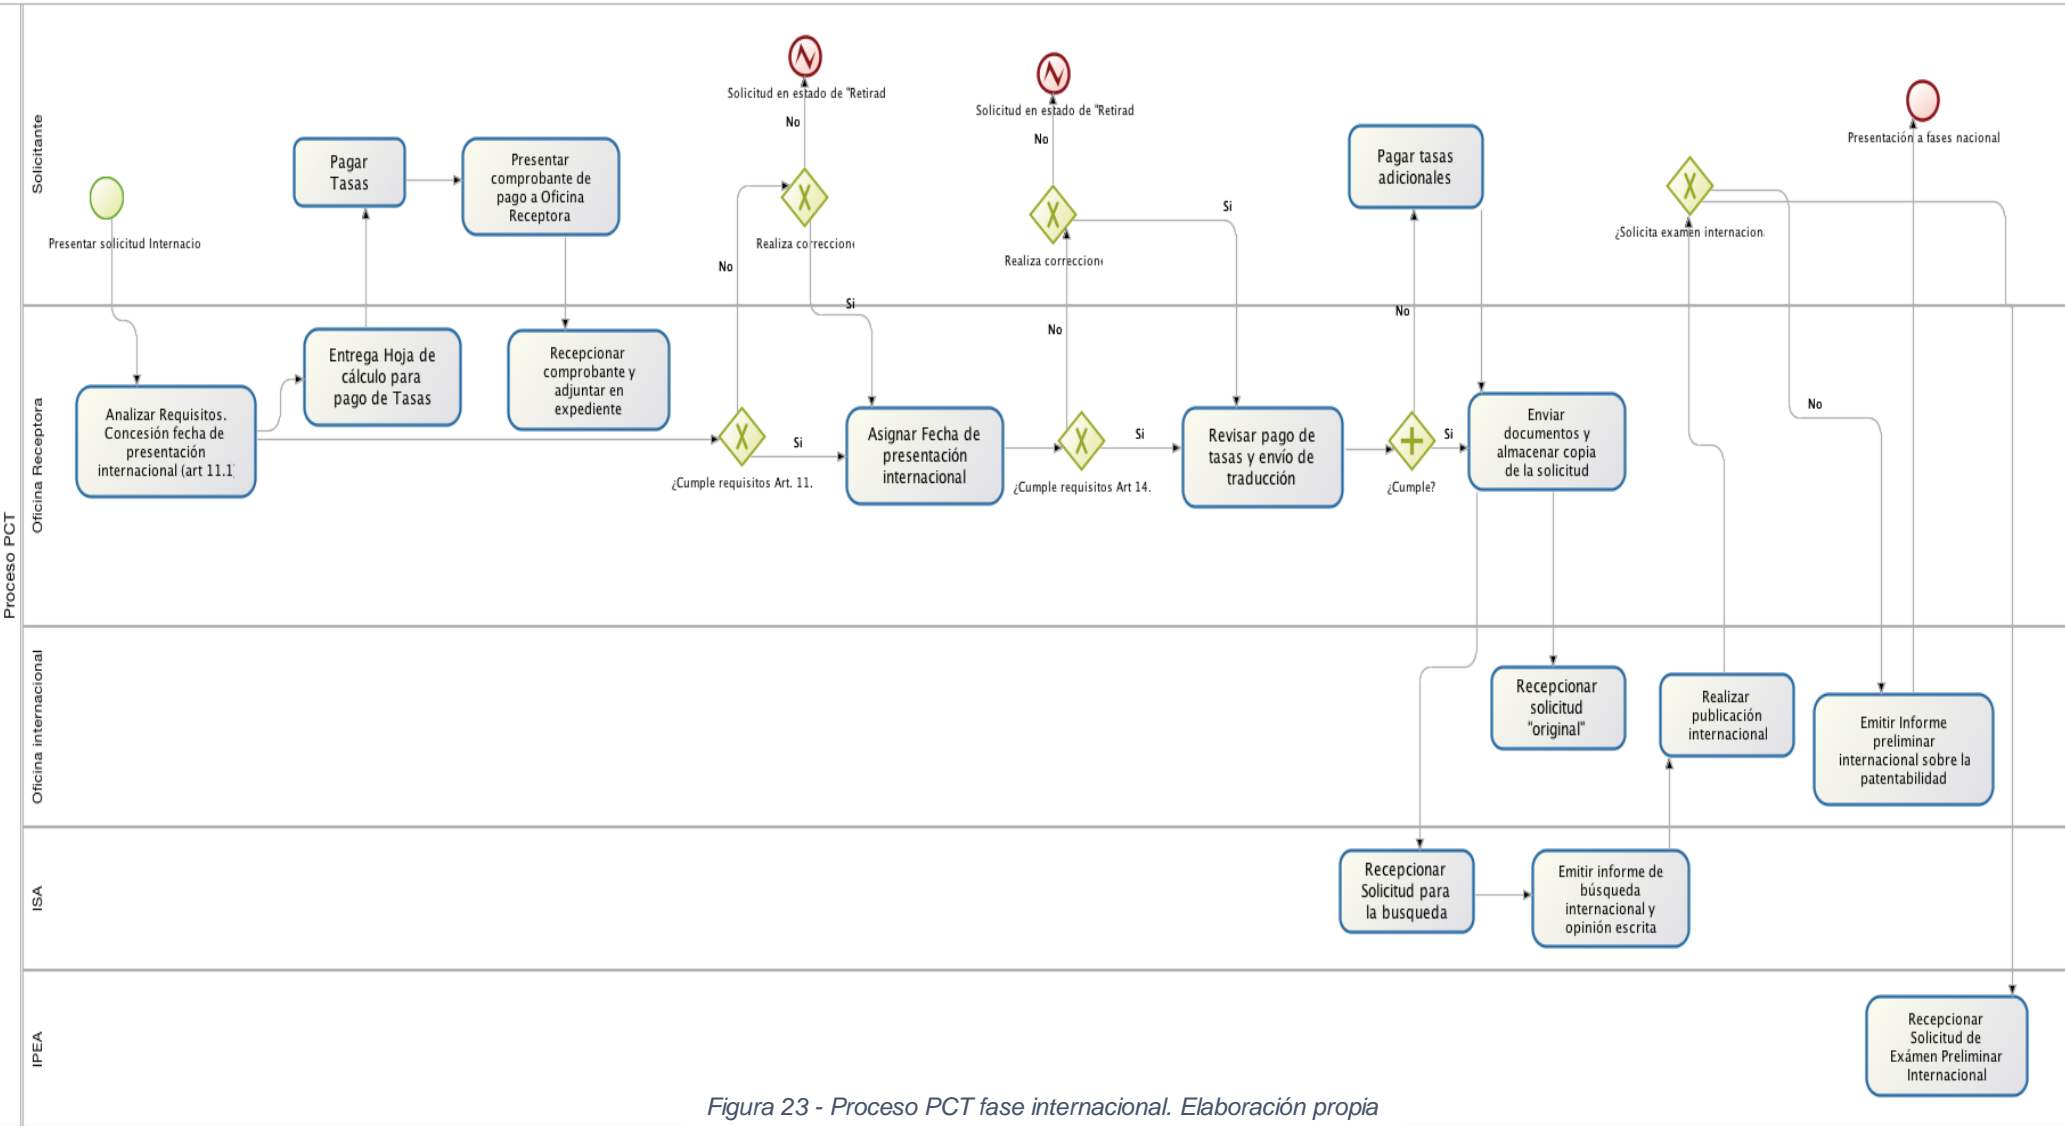 Proceso PCT
Solicitante
Presentar solicitud Internacio
Pagar
Tasas
Presentar
comprobante de
pago a Oficina
Receptora
Solicitud en estado de "Retirad
No
Realiza correccion
No
Si
Solicitud en estado de "Retirad
No
Realiza correccion
Si
No
Pagar tasas
adicionales
No
¿Solicita examen internacion
Presentación a fases nacional
Oficina Receptora
Analizar Requisitos.
Concesión fecha de
presentación
internacional (art 11.1
Entrega Hoja de
cálculo para
pago de Tasas
Recepcionar
comprobante y
adjuntar en
expediente
¿Cumple requisitos Art. 11.
Si
Asignar Fecha de
presentación
internacional
¿Cumple requisitos Art 14.
Si
Revisar pago de
tasas y envío de
traducción
¿Cumple?
Si
Enviar
documentos y
almacenar copia
de la solicitud
No
Oficina internacional
Recepcionar
solicitud
"original"
Realizar
publicación
internacional
Emitir Informe
preliminar
internacional sobre la
patentabilidad
ISA
Recepcionar
Solicitud para
la busqueda
Emitir informe de
búsqueda
internacional y
opinión escrita
IPEA
Recepcionar
Solicitud de
Exámen Preliminar
Internacional
Figura 23 - Proceso PCT fase internacional. Elaboración propia